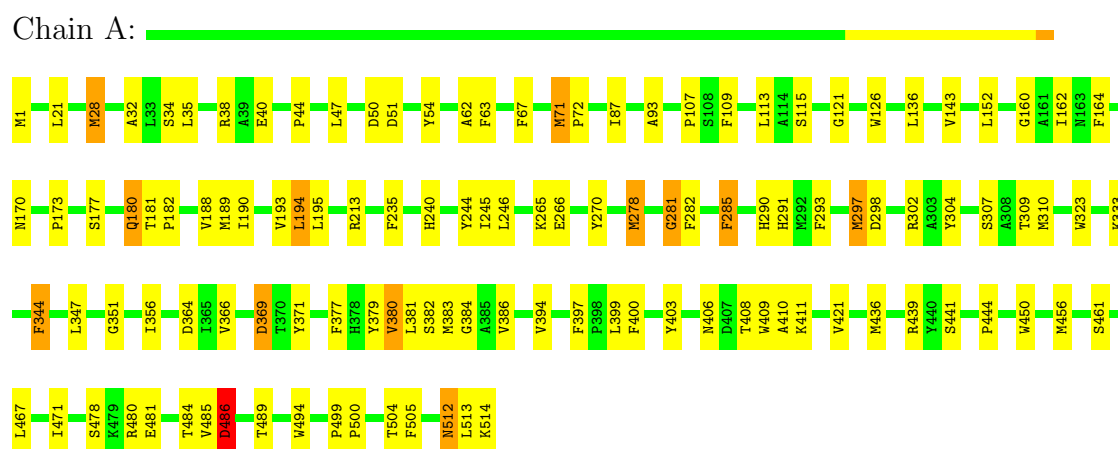 Chain A:
M1 L21 M28 A32 L33 S34 L35 R38 A39 E40 P44 L47 D50 D51 Y54 A62 F63 F67 M71 P72 I87 A93 P107 S108 F109 L113 A114 S115 G121 W126 L136 V143 L152 G160 A161 I162 N163 F164
N170 P173 S177 Q180 T181 P182 V188 M189 I190 V193 L194 L195 R213 F235 H240 Y244 I245 L246 K265 E266 Y270 M278 G281 F282 F285 H290 H291 M292 F293 M297 D298 R302 A303 Y304 S307 A308 T309 M310 W323 K333
F344 L347 G351 I356 D364 I365 V366 D369 T370 Y371 F377 H378 Y379 V380 L381 S382 M383 G384 A385 V386 V394 F397 P398 L399 F400 Y403 N406 D407 T408 W409 A410 K411 V421 M436 R439 Y440 S441 P444 W450 M456 S461
L467 I471 S478 K479 R480 E481 T484 V485 D486 T489 W494 P499 P500 T504 F505 N512 L513 K514